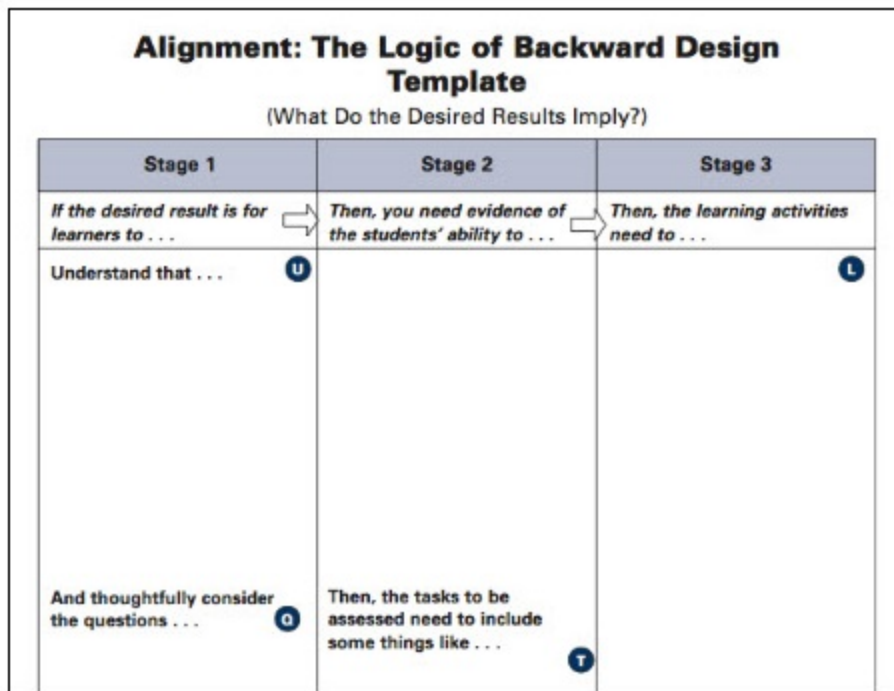 Alignment: The Logic of Backward Design
Template
(What Do the Desired Results Imply?)
Stage 1
Stage 2
Stage 3
If the desired result is for
learners to . . .
Then, you need evidence of
the students' ability to . . .
Then, the learning activities
need to . . .
Understand that . . .
U
L
And thoughtfully consider
the questions . . .
Q
Then, the tasks to be
assessed need to include
some things like . . .
T